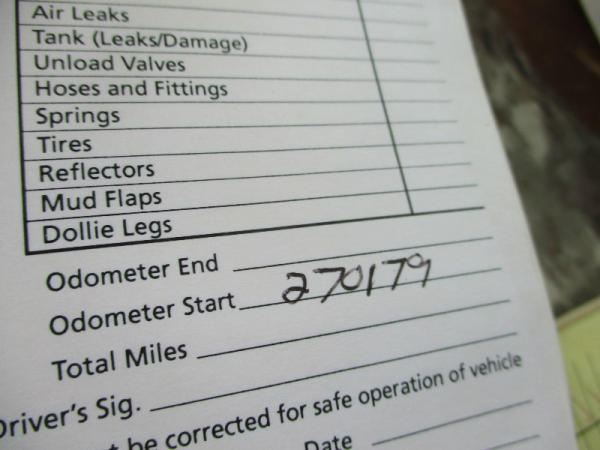 Air Leaks
Tank (Leaks/Damage)
Unload Valves
Hoses and Fittings
Springs
Tires
Reflectors
Mud Flaps
Dollie Legs
Odometer End
Odometer Start 270179
Total Miles
Driver's Sig.
be corrected for safe operation of vehicle
Date